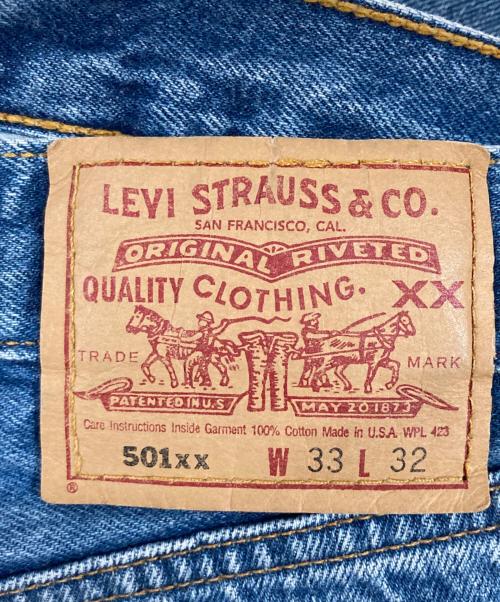 LEVI STRAUSS & CO.
SAN FRANCISCO, CAL.
ORIGINAL RIVETED
QUALITY CLOTHING. XX
TRADE MARK
PATENTED IN U.S MAY 20 1873
Care Instructions Inside Garment 100% Cotton Made in U.S.A. WPL 423
501xx W 33 L 32
®